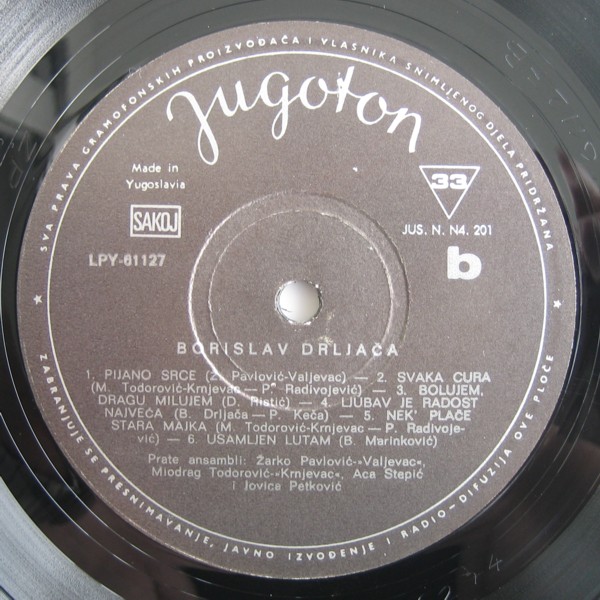 SVA PRAVA GRAMOFONSKIH PROIZVOĐAČA I VLASNIKA SNIMLJENOG DJELA PRIDRŽANA
Jugoton
Made in
Yugoslavia
33
SAKOJ
JUS. N. N4. 201
LPY-61127
b
BORISLAV DRLJAČA
1. PIJANO SRCE (Ž. Pavlović-Valjevac) — 2. SVAKA CURA
(M. Todorović-Krnjevac — P. Radivojević) — 3. BOLUJEM,
DRAGU MILUJEM (D. Ristić) — 4. LJUBAV JE RADOST
NAJVEĆA (B. Drljača — P. Keča) — 5. NEK' PLAČE
STARA MAJKA (M. Todorović-Krnjevac — P. Radivoje-
vić) — 6. USAMLJEN LUTAM (B. Marinković)
Prate ansambli: Žarko Pavlović-»Valjevac«,
Miodrag Todorović-»Krnjevac«, Aca Stepić
i Jovica Petković
ZABRANJUJE SE PRESNIMAVANJE, JAVNO IZVOĐENJE I RADIO-DIFUZIJA OVE PLOČE